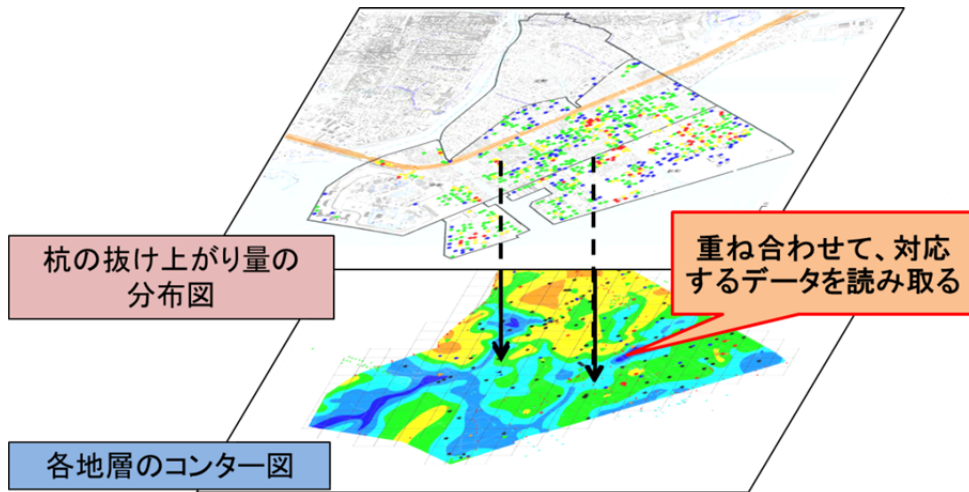 杭の抜け上がり量の
分布図
重ね合わせて、対応
するデータを読み取る
各地層のコンター図